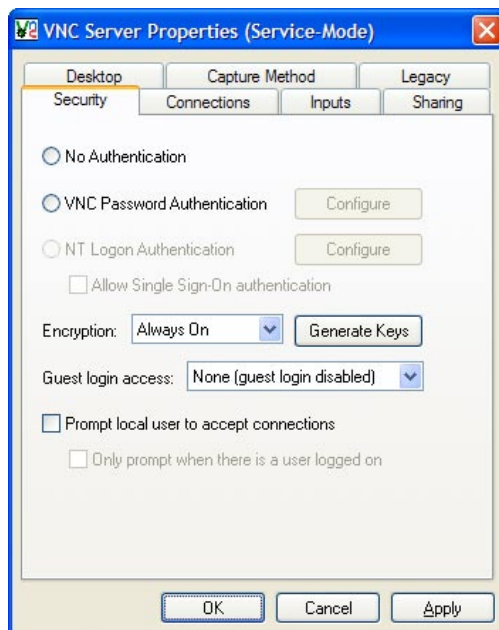 VNC Server Properties (Service-Mode)
Desktop Capture Method Legacy
Security Connections Inputs Sharing
No Authentication
VNC Password Authentication Configure
NT Logon Authentication Configure
Allow Single Sign-On authentication
Encryption: Always On Generate Keys
Guest login access: None (guest login disabled)
Prompt local user to accept connections
Only prompt when there is a user logged on
OK Cancel Apply